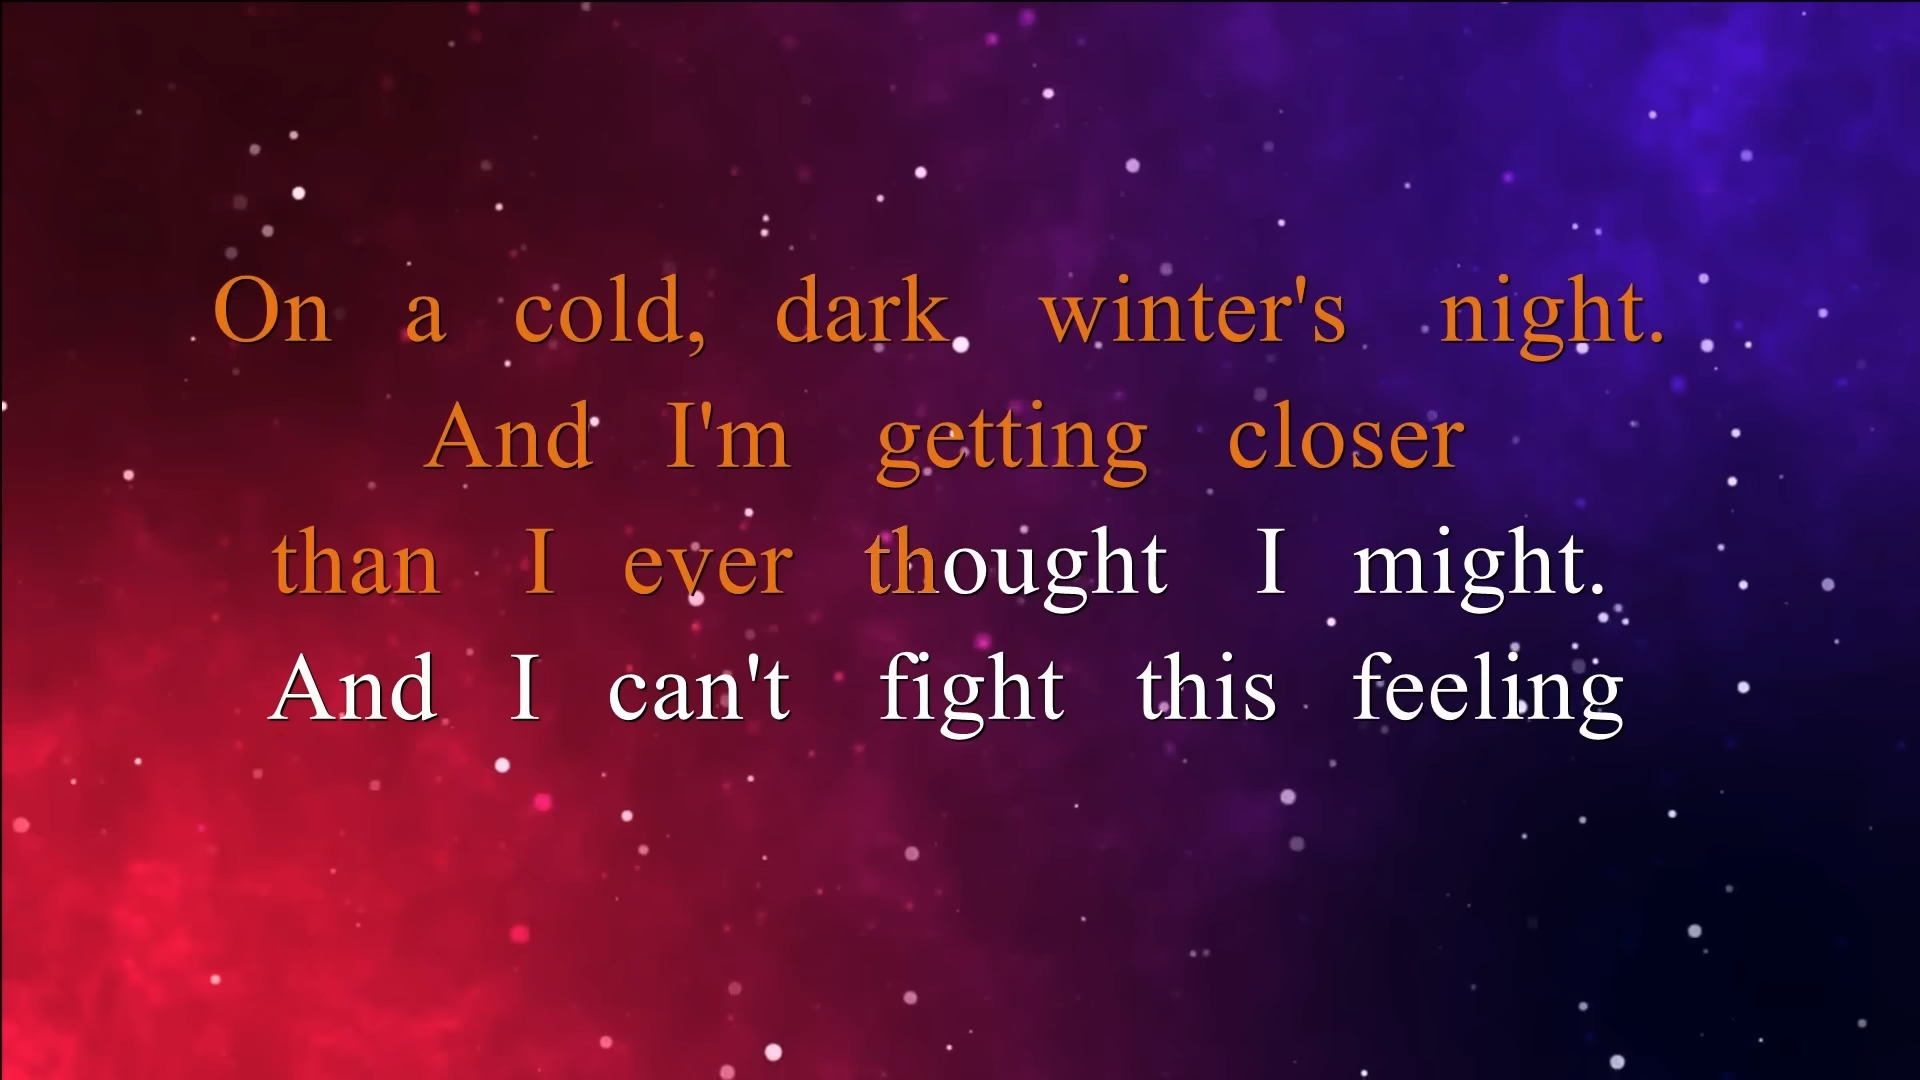 On a cold, dark winter's night.
And I'm getting closer
than I ever thought I might.
And I can't fight this feeling